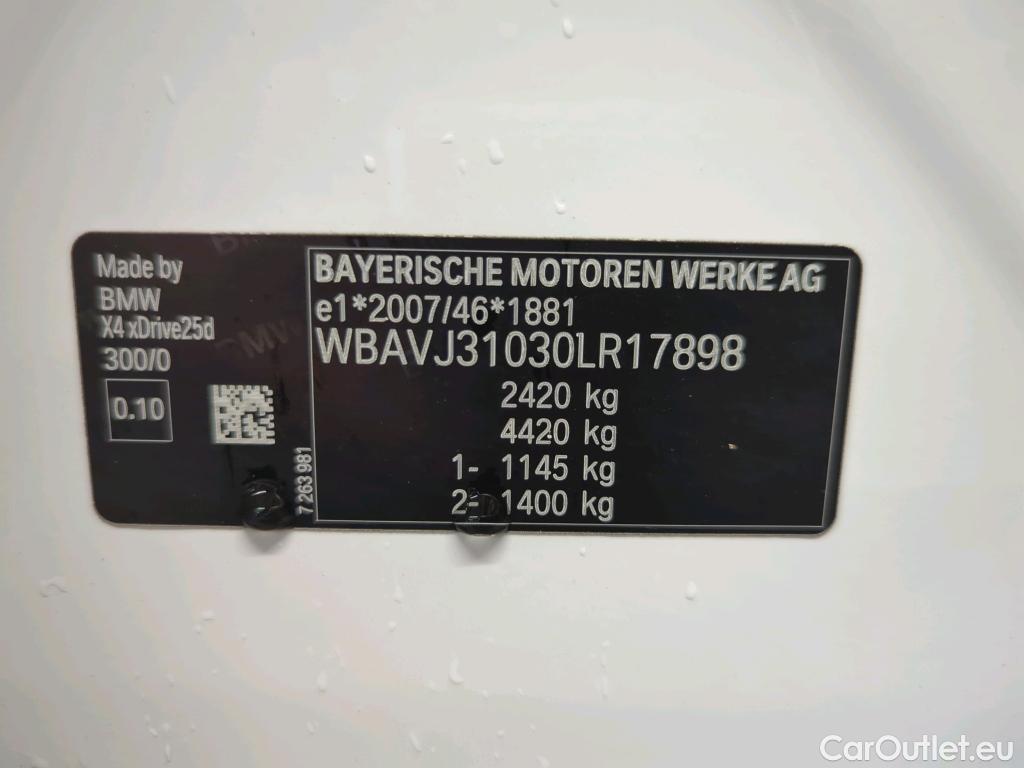 Made by
BMW
X4 xDrive25d
300/0
0.10
7 263 981
BAYERISCHE MOTOREN WERKE AG
e1*2007/46*1881
WBAVJ31030LR17898
2420 kg
4420 kg
1- 1145 kg
2- 1400 kg
CarOutlet.eu